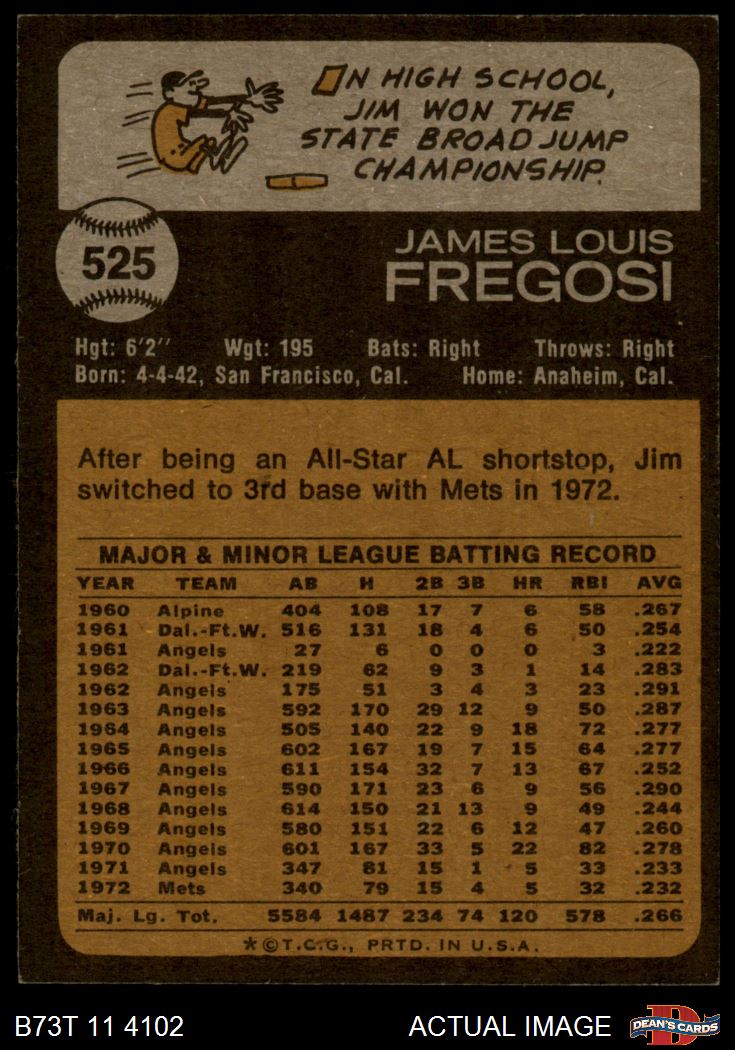 IN HIGH SCHOOL,
JIM WON THE
STATE BROAD JUMP
CHAMPIONSHIP.
525
JAMES LOUIS
FREGOSI
Hgt: 6'2" Wgt: 195 Bats: Right Throws: Right
Born: 4-4-42, San Francisco, Cal. Home: Anaheim, Cal.
After being an All-Star AL shortstop, Jim
switched to 3rd base with Mets in 1972.
MAJOR & MINOR LEAGUE BATTING RECORD
YEAR TEAM AB H 2B 3B HR RBI AVG
1960 Alpine 404 108 17 7 6 58 .267
1961 Dal.-Ft.W. 516 131 18 4 6 50 .254
1961 Angels 27 6 0 0 0 3 .222
1962 Dal.-Ft.W. 219 62 9 3 1 14 .283
1962 Angels 175 51 3 4 3 23 .291
1963 Angels 592 170 29 12 9 50 .287
1964 Angels 505 140 22 9 18 72 .277
1965 Angels 602 167 19 7 15 64 .277
1966 Angels 611 154 32 7 13 67 .252
1967 Angels 590 171 23 6 9 56 .290
1968 Angels 614 150 21 13 9 49 .244
1969 Angels 580 151 22 6 12 47 .260
1970 Angels 601 167 33 5 22 82 .278
1971 Angels 347 81 15 1 5 33 .233
1972 Mets 340 79 15 4 5 32 .232
Maj. Lg. Tot. 5584 1487 234 74 120 578 .266
*©T.C.G., PRTD. IN U.S.A.
B73T 11 4102 ACTUAL IMAGE D DEAN'S CARDS